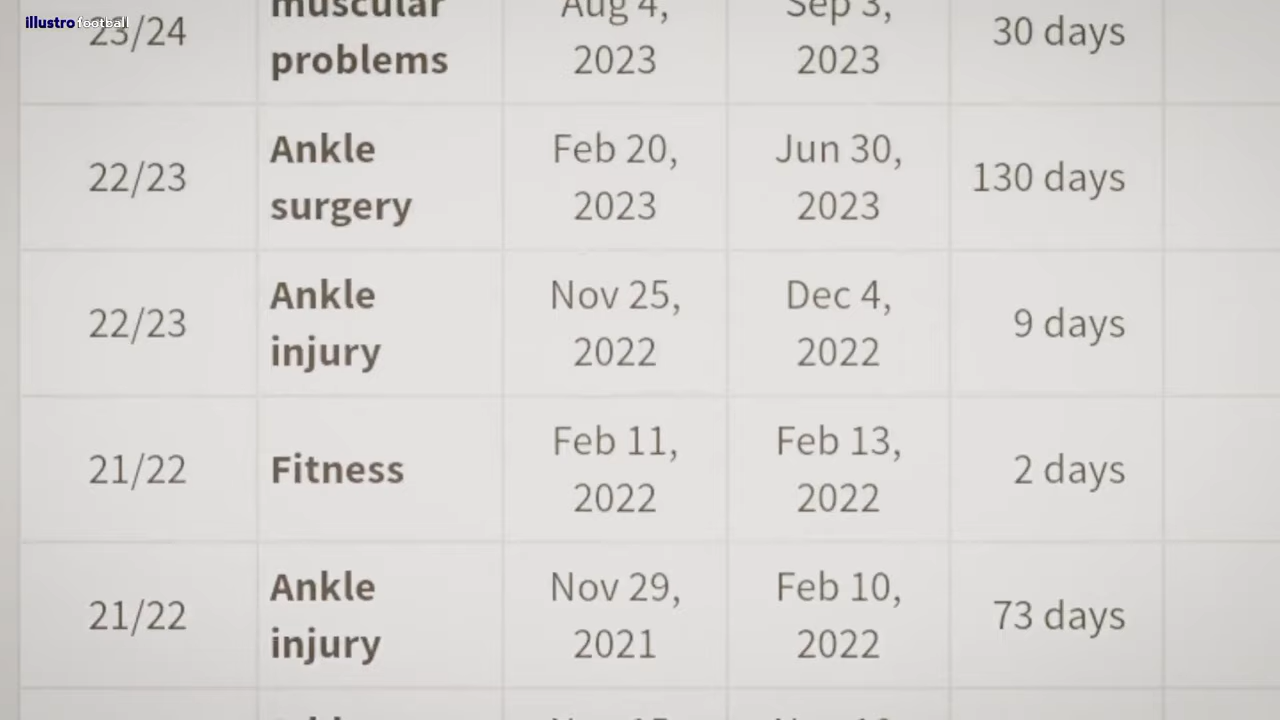 illustrofootball
23/24 muscular problems Aug 4, 2023 Sep 3, 2023 30 days
22/23 Ankle surgery Feb 20, 2023 Jun 30, 2023 130 days
22/23 Ankle injury Nov 25, 2022 Dec 4, 2022 9 days
21/22 Fitness Feb 11, 2022 Feb 13, 2022 2 days
21/22 Ankle injury Nov 29, 2021 Feb 10, 2022 73 days